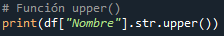 # Función upper()
print(df["Nombre"].str.upper())